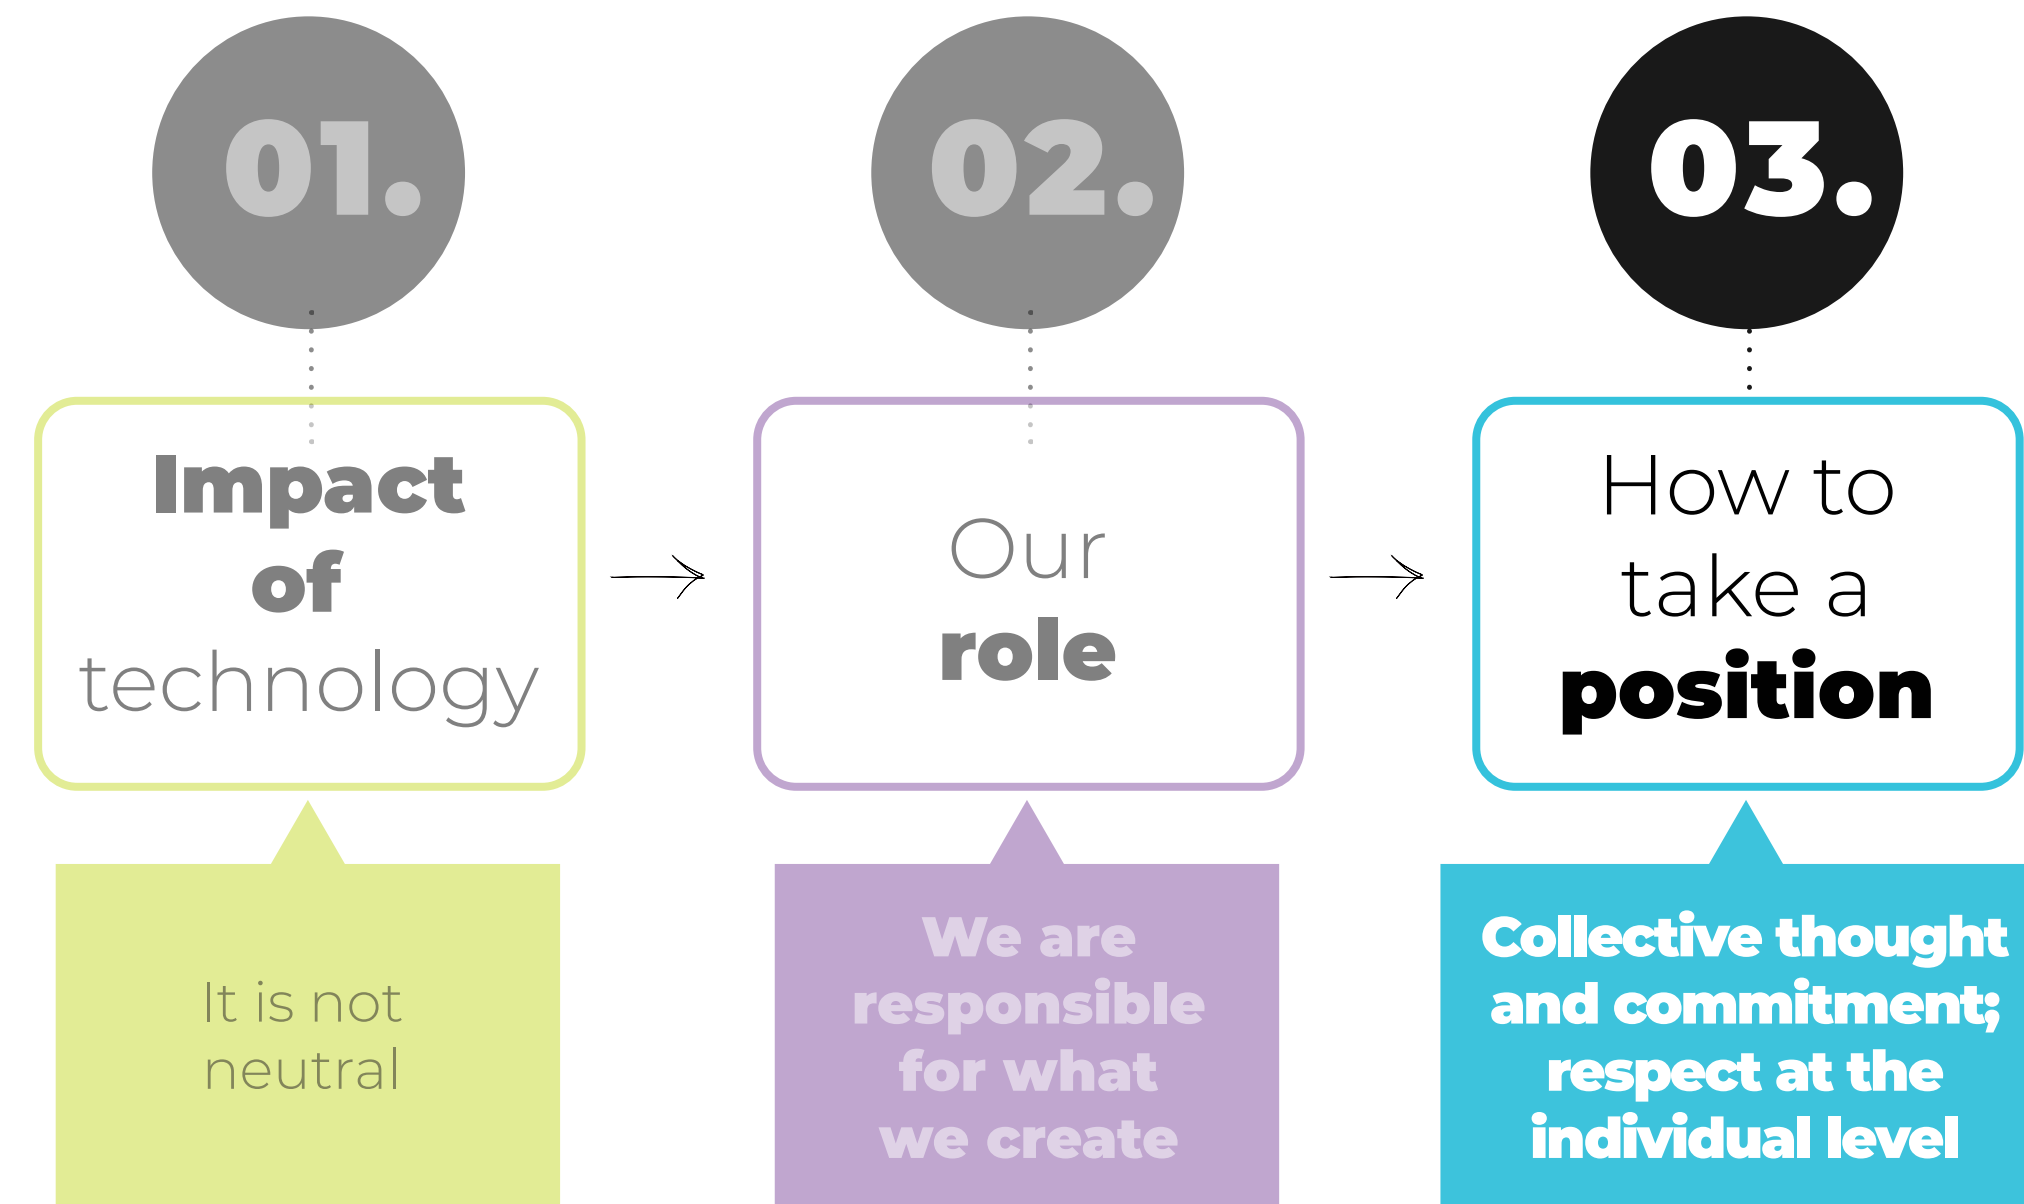 01.
Impact
of
technology
It is not
neutral
02.
Our
role
We are
responsible
for what
we create
03.
How to
take a
position
Collective thought
and commitment;
respect at the
individual level